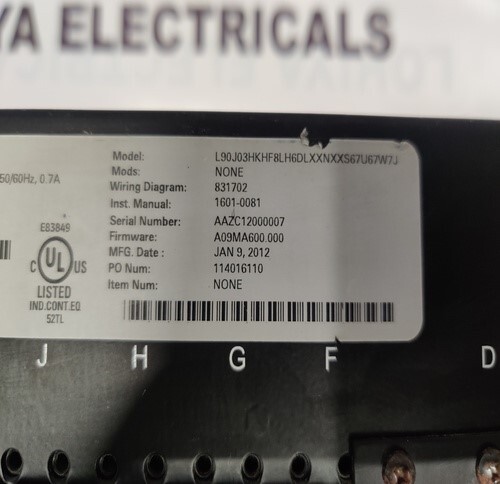 YA ELECTRICALS
50/60Hz, 0.7A
E83849
C UL US
LISTED
IND.CONT.EQ
52TL
Model: L90J03HKHF8LH6DLXXNXXS67U67W7J
Mods: NONE
Wiring Diagram: 831702
Inst. Manual: 1601-0081
Serial Number: AAZC12000007
Firmware: A09MA600.000
MFG. Date : JAN 9, 2012
PO Num: 114016110
Item Num: NONE
J H G F D